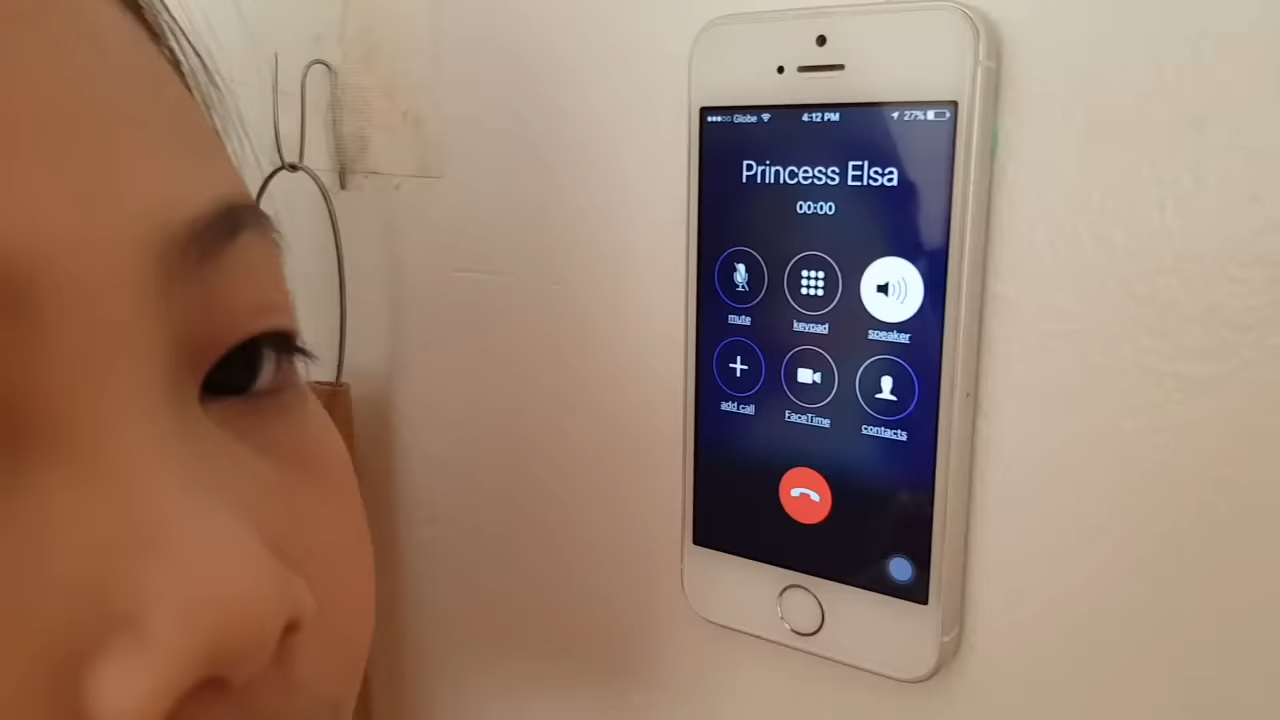 Globe 4:12 PM 27%
Princess Elsa
00:00
mute keypad speaker
add call FaceTime contacts